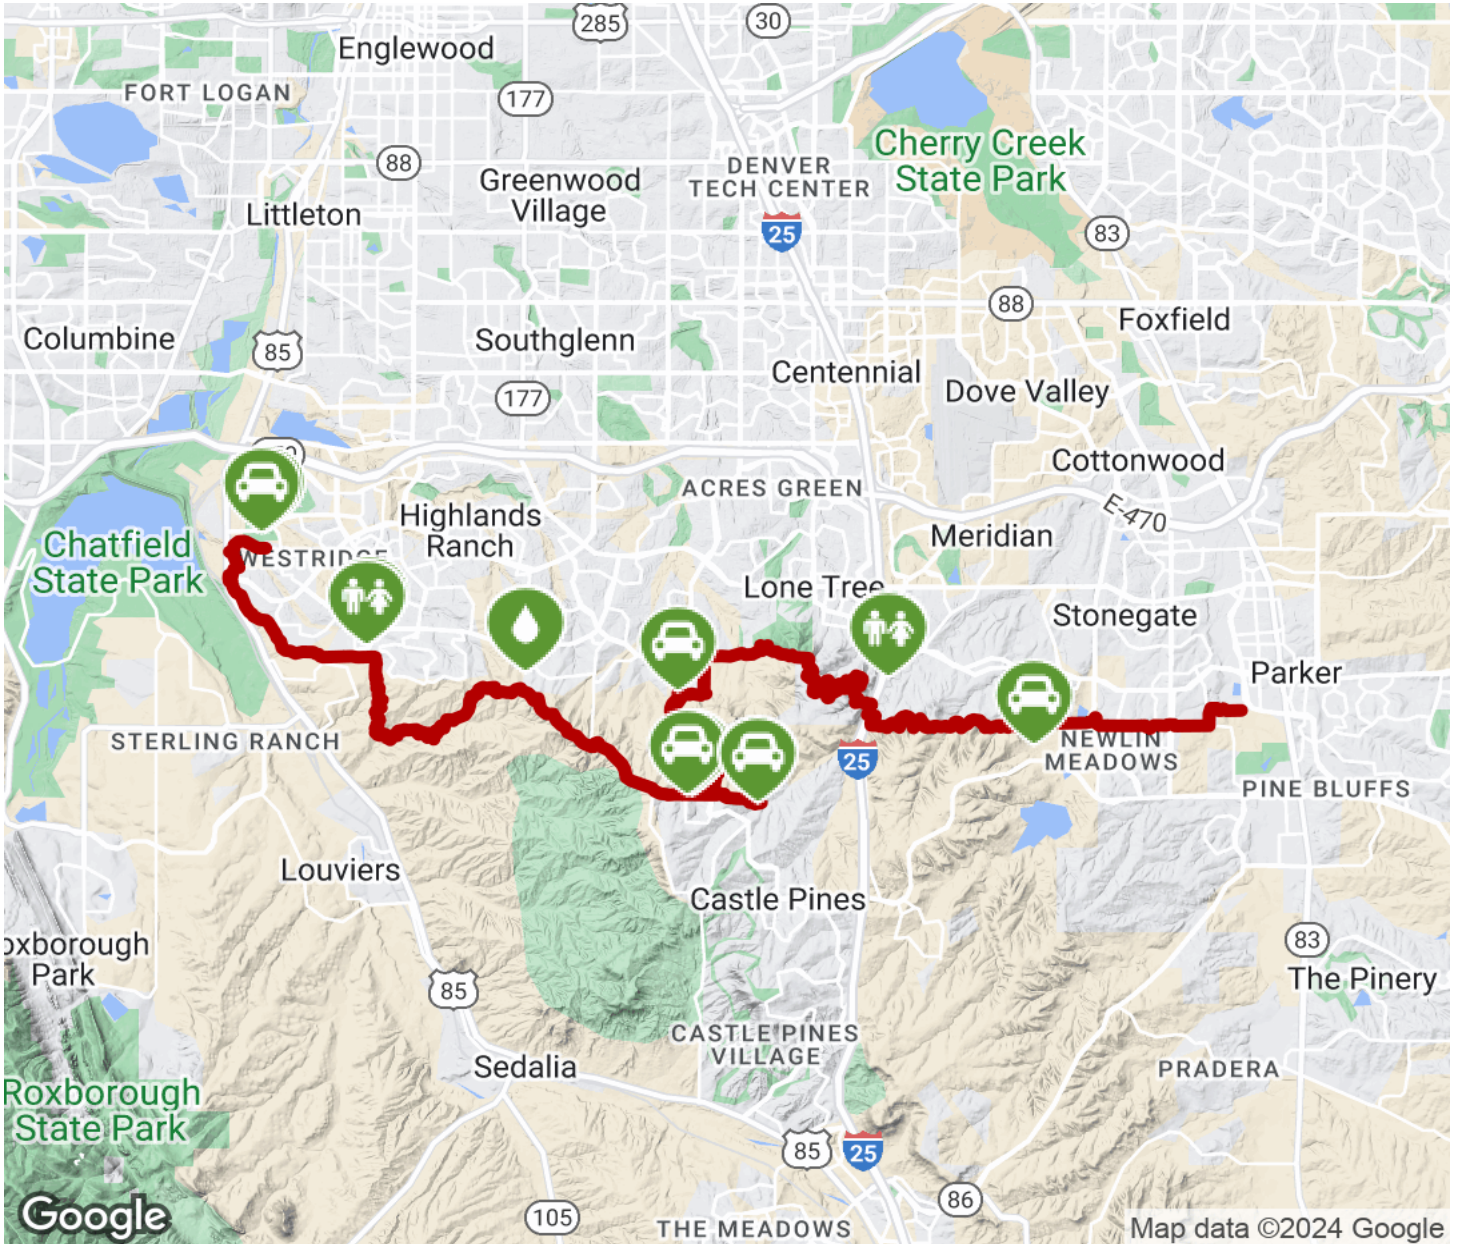 285
30
Englewood
FORT LOGAN
177
88
Cherry Creek
State Park
DENVER
TECH CENTER
Greenwood
Village
Littleton
25
83
88
Foxfield
Columbine
85
Southglenn
Centennial
Dove Valley
177
Cottonwood
ACRES GREEN
E-470
Highlands
Ranch
Meridian
Chatfield
State Park
WESTRIDGE
Lone Tree
Stonegate
Parker
STERLING RANCH
25
NEWLIN
MEADOWS
PINE BLUFFS
Louviers
Castle Pines
oxborough
Park
83
The Pinery
85
CASTLE PINES
VILLAGE
Sedalia
PRADERA
Roxborough
State Park
85
25
86
Google
105
THE MEADOWS
Map data ©2024 Google